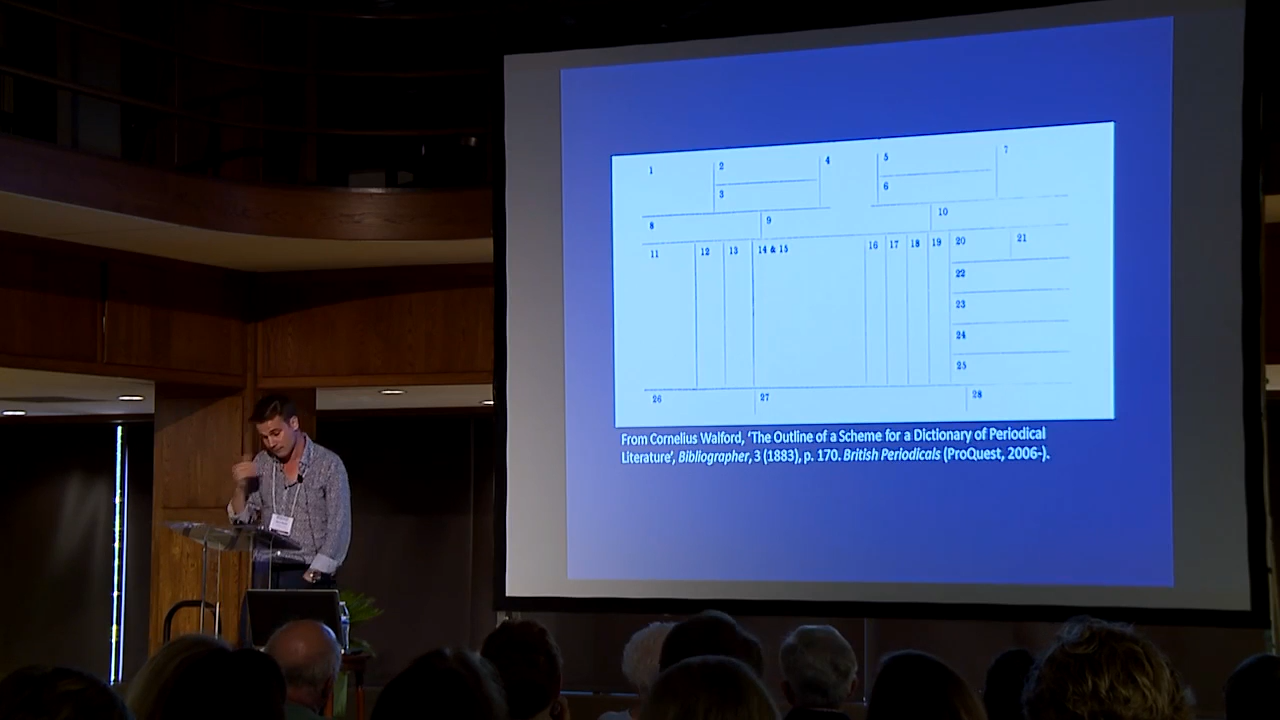 1 2 4 5 7
3 6
8 9 10
11 12 13 14 & 15 16 17 18 19 20 21
22
23
24
25
26 27 28
From Cornelius Walford, ‘The Outline of a Scheme for a Dictionary of Periodical
Literature’, Bibliographer, 3 (1883), p. 170. British Periodicals (ProQuest, 2006-).